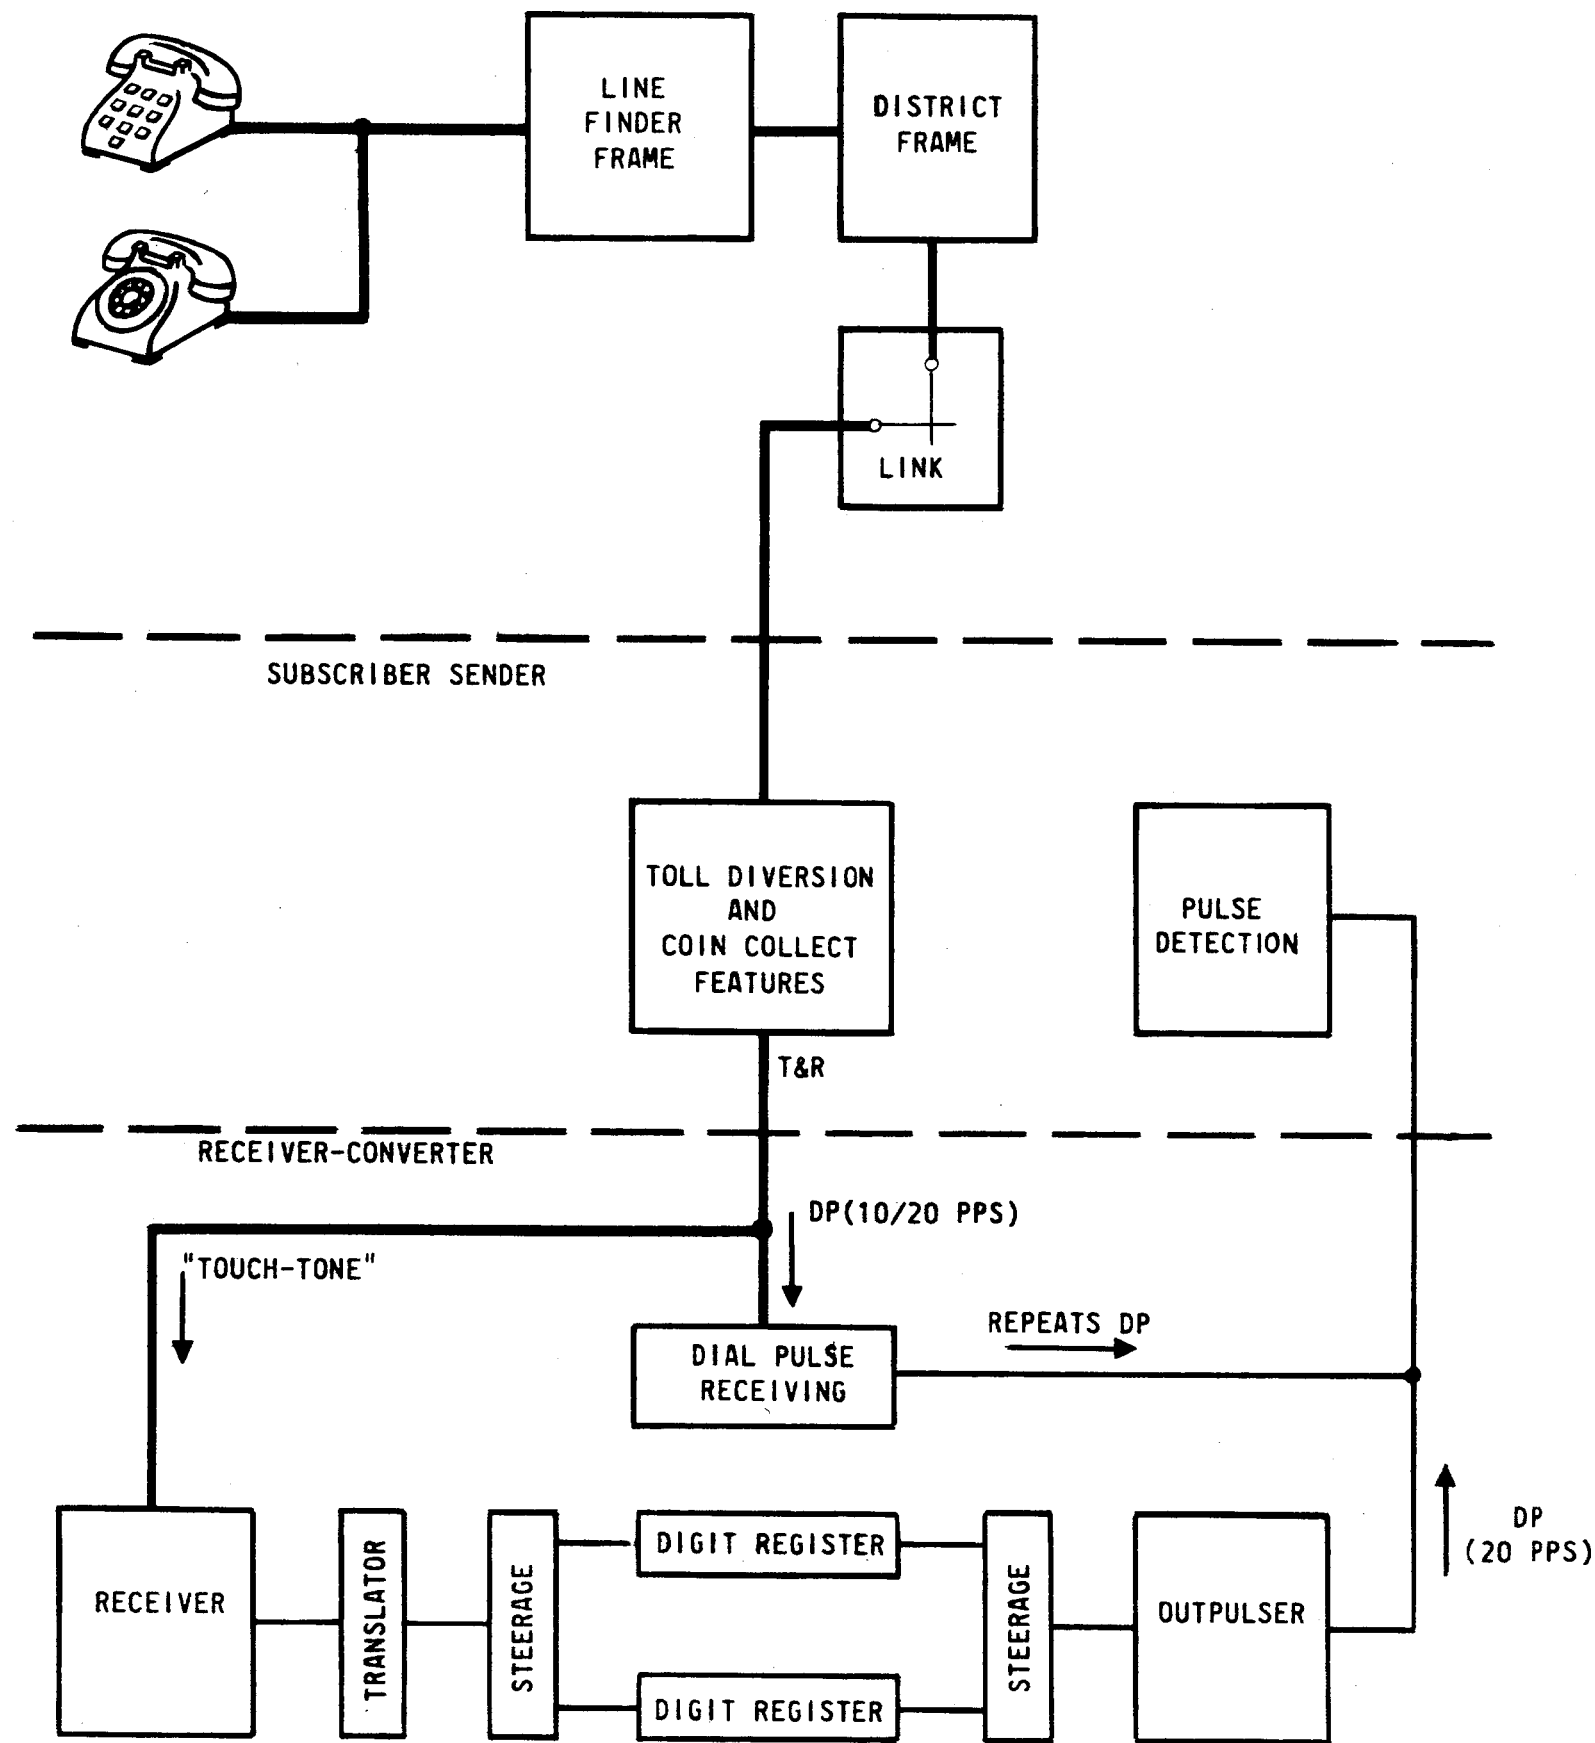 LINE
FINDER
FRAME
DISTRICT
FRAME
LINK
SUBSCRIBER SENDER
TOLL DIVERSION
AND
COIN COLLECT
FEATURES
PULSE
DETECTION
T&R
RECEIVER-CONVERTER
DP(10/20 PPS)
"TOUCH-TONE"
REPEATS DP
DIAL PULSE
RECEIVING
DP
(20 PPS)
RECEIVER
TRANSLATOR
STEERAGE
DIGIT REGISTER
DIGIT REGISTER
STEERAGE
OUTPULSER